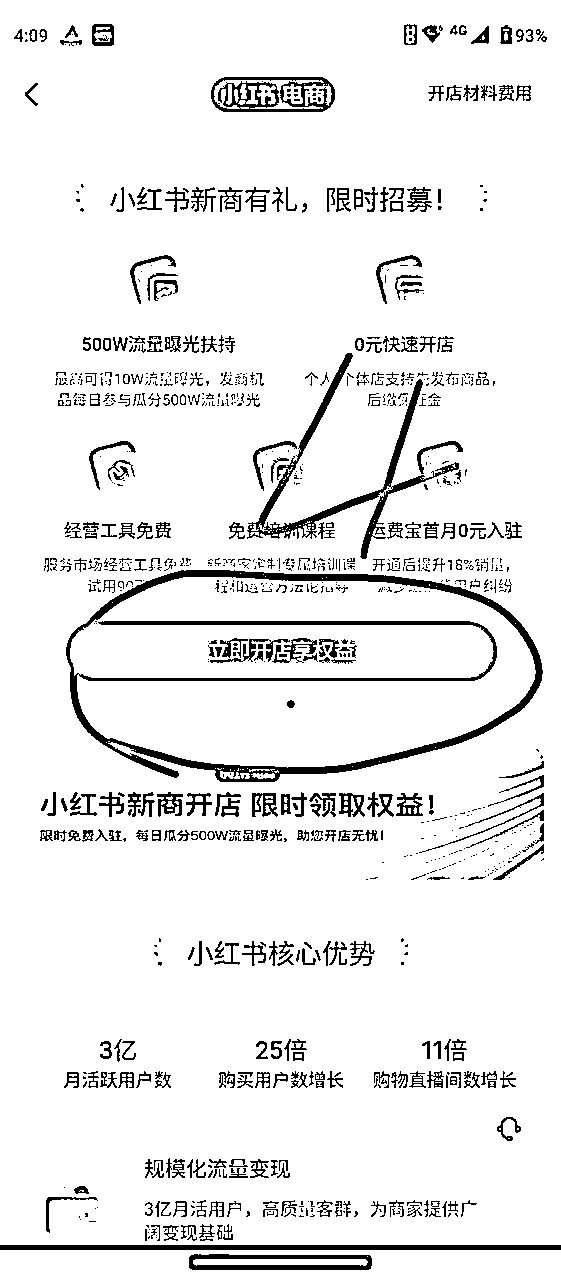 4:09
4G
93%
小红书 电商
开店材料费用
小红书新商有礼，限时招募！
500W流量曝光扶持
0元快速开店
最高可得10W流量曝光，发商机
品每日参与瓜分500W流量曝光
个人 个体店支持先发布商品，
后缴 证金
经营工具免费
免费培训课程
运费宝首月0元入驻
服务市场经营工具免费
试用90
新商家定制专属培训课
程和运营方法论指导
开通后提升18%销量，
减少 用户纠纷
立即开店享权益
小红书新商开店 限时领取权益！
限时免费入驻，每日瓜分500W流量曝光，助您开店无忧！
小红书核心优势
3亿
月活跃用户数
25倍
购买用户数增长
11倍
购物直播间数增长
规模化流量变现
3亿月活用户，高质量客群，为商家提供广
阔变现基础